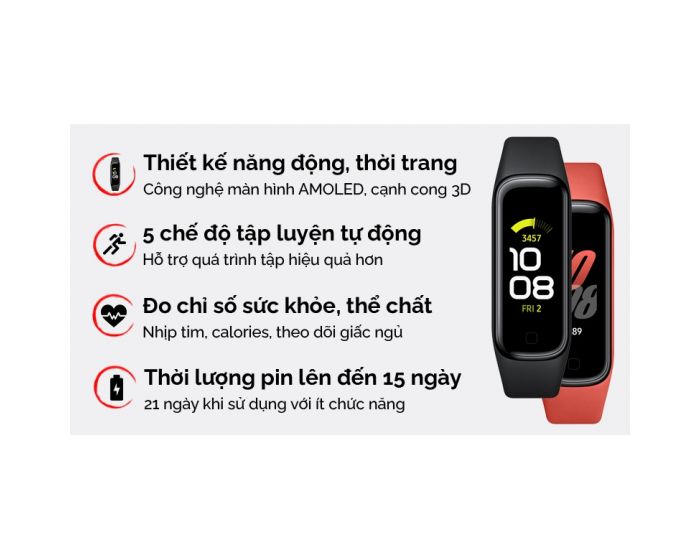 Thiết kế năng động, thời trang
Công nghệ màn hình AMOLED, cạnh cong 3D
5 chế độ tập luyện tự động
Hỗ trợ quá trình tập hiệu quả hơn
Đo chỉ số sức khỏe, thể chất
Nhịp tim, calories, theo dõi giấc ngủ
Thời lượng pin lên đến 15 ngày
21 ngày khi sử dụng với ít chức năng
3457
10
08
FRI 2
08
89